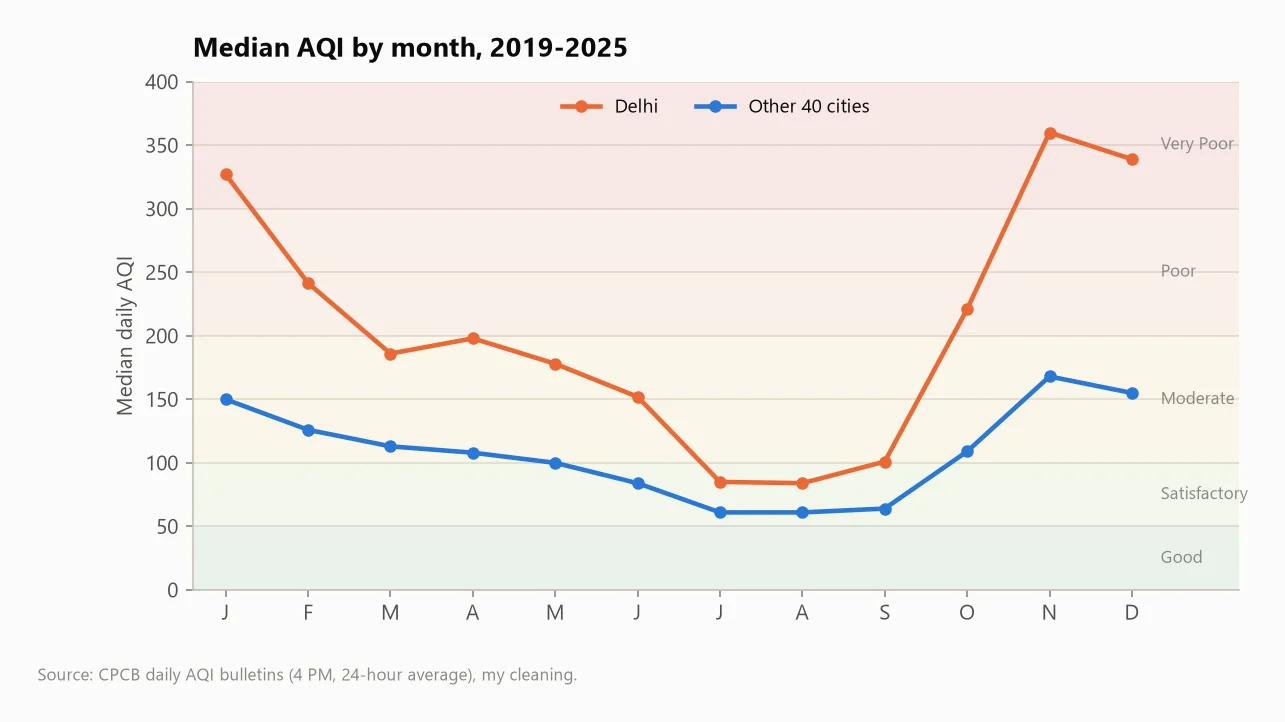 Median AQI by month, 2019-2025
Delhi
Other 40 cities
Median daily AQI
400
350
300
250
200
150
100
50
0
Very Poor
Poor
Moderate
Satisfactory
Good
J F M A M J J A S O N D
Source: CPCB daily AQI bulletins (4 PM, 24-hour average), my cleaning.